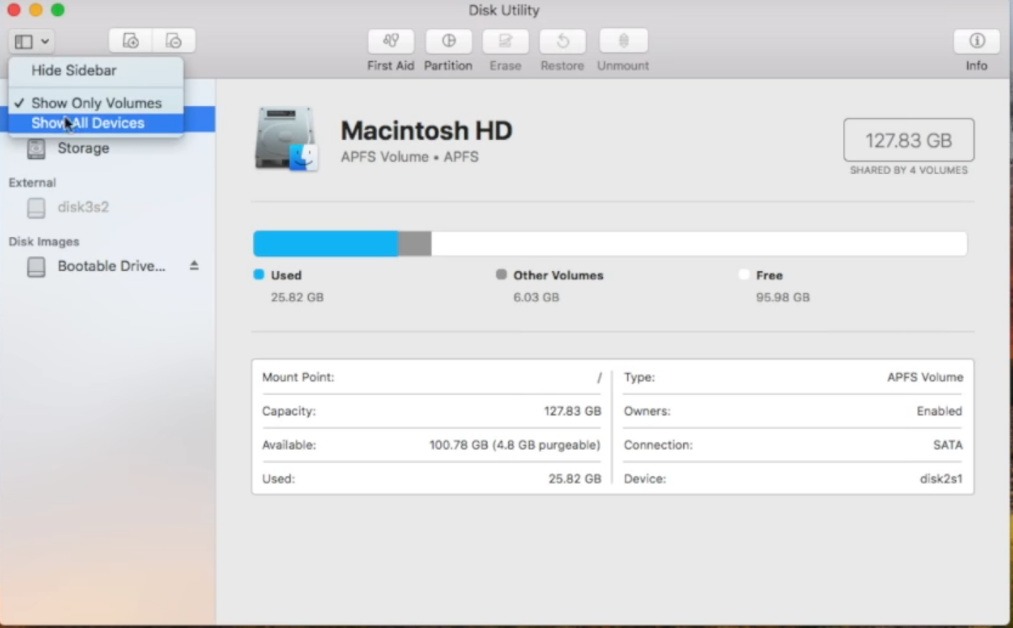 Disk Utility
First Aid
Partition
Erase
Restore
Unmount
Info
Hide Sidebar
✓ Show Only Volumes
Show All Devices
Storage
External
disk3s2
Disk Images
Bootable Drive...
Macintosh HD
APFS Volume • APFS
127.83 GB
SHARED BY 4 VOLUMES
Used
25.82 GB
Other Volumes
6.03 GB
Free
95.98 GB
Mount Point: /
Capacity: 127.83 GB
Available: 100.78 GB (4.8 GB purgeable)
Used: 25.82 GB
Type: APFS Volume
Owners: Enabled
Connection: SATA
Device: disk2s1